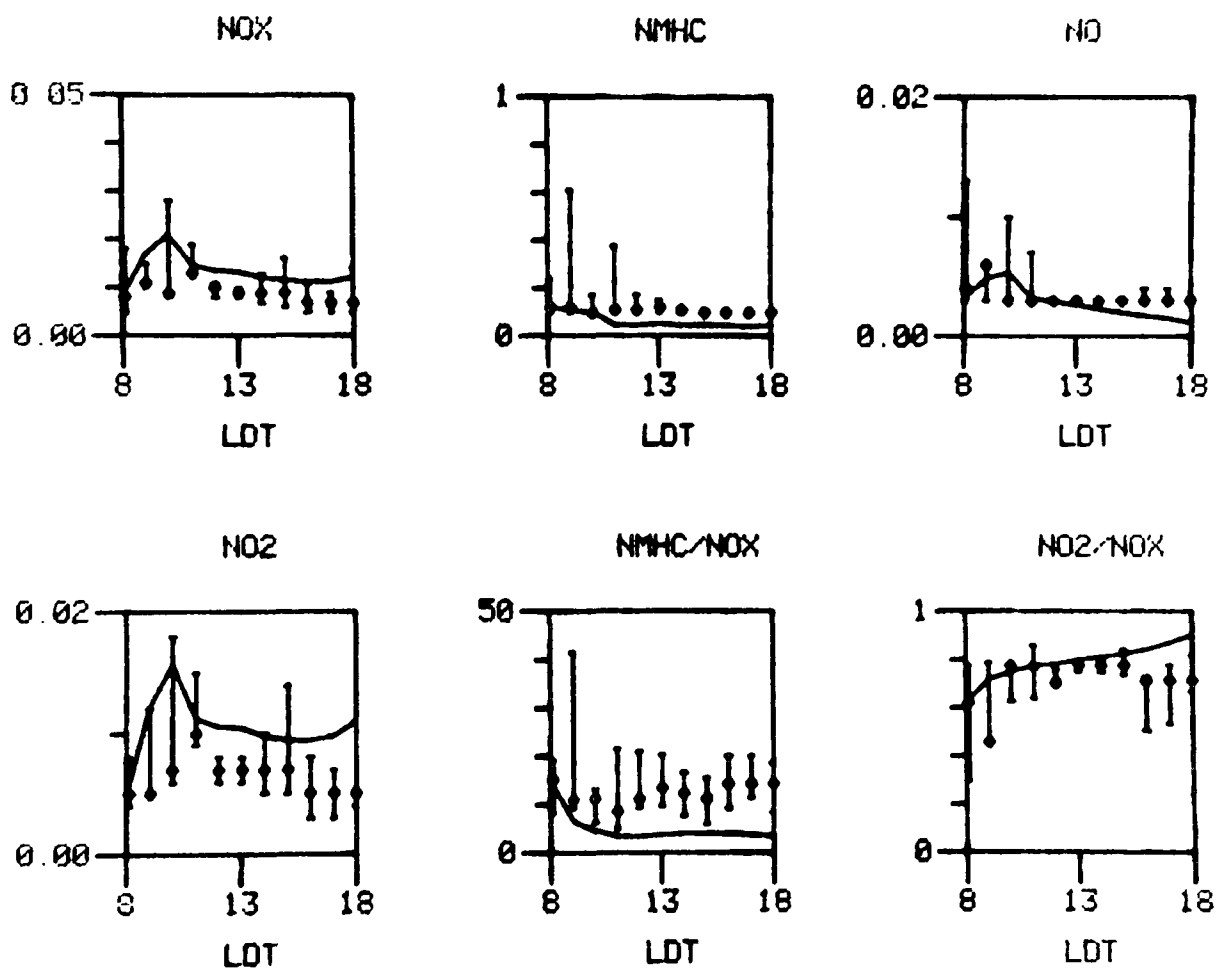 NOX NMHC NO
0 05 1 0.02
0.00 0 0.00
8 13 18 8 13 18 8 13 18
LDT LDT LDT
NO2 NMHC/NOX NO2/NOX
0.02 50 1
0.00 0 0
8 13 18 8 13 18 8 13 18
LDT LDT LDT